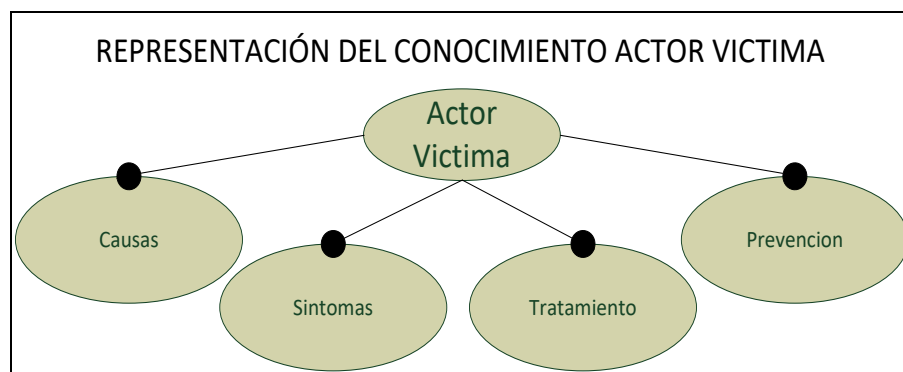 REPRESENTACIÓN DEL CONOCIMIENTO ACTOR VICTIMA
Actor
Victima
Causas
Prevencion
Sintomas
Tratamiento